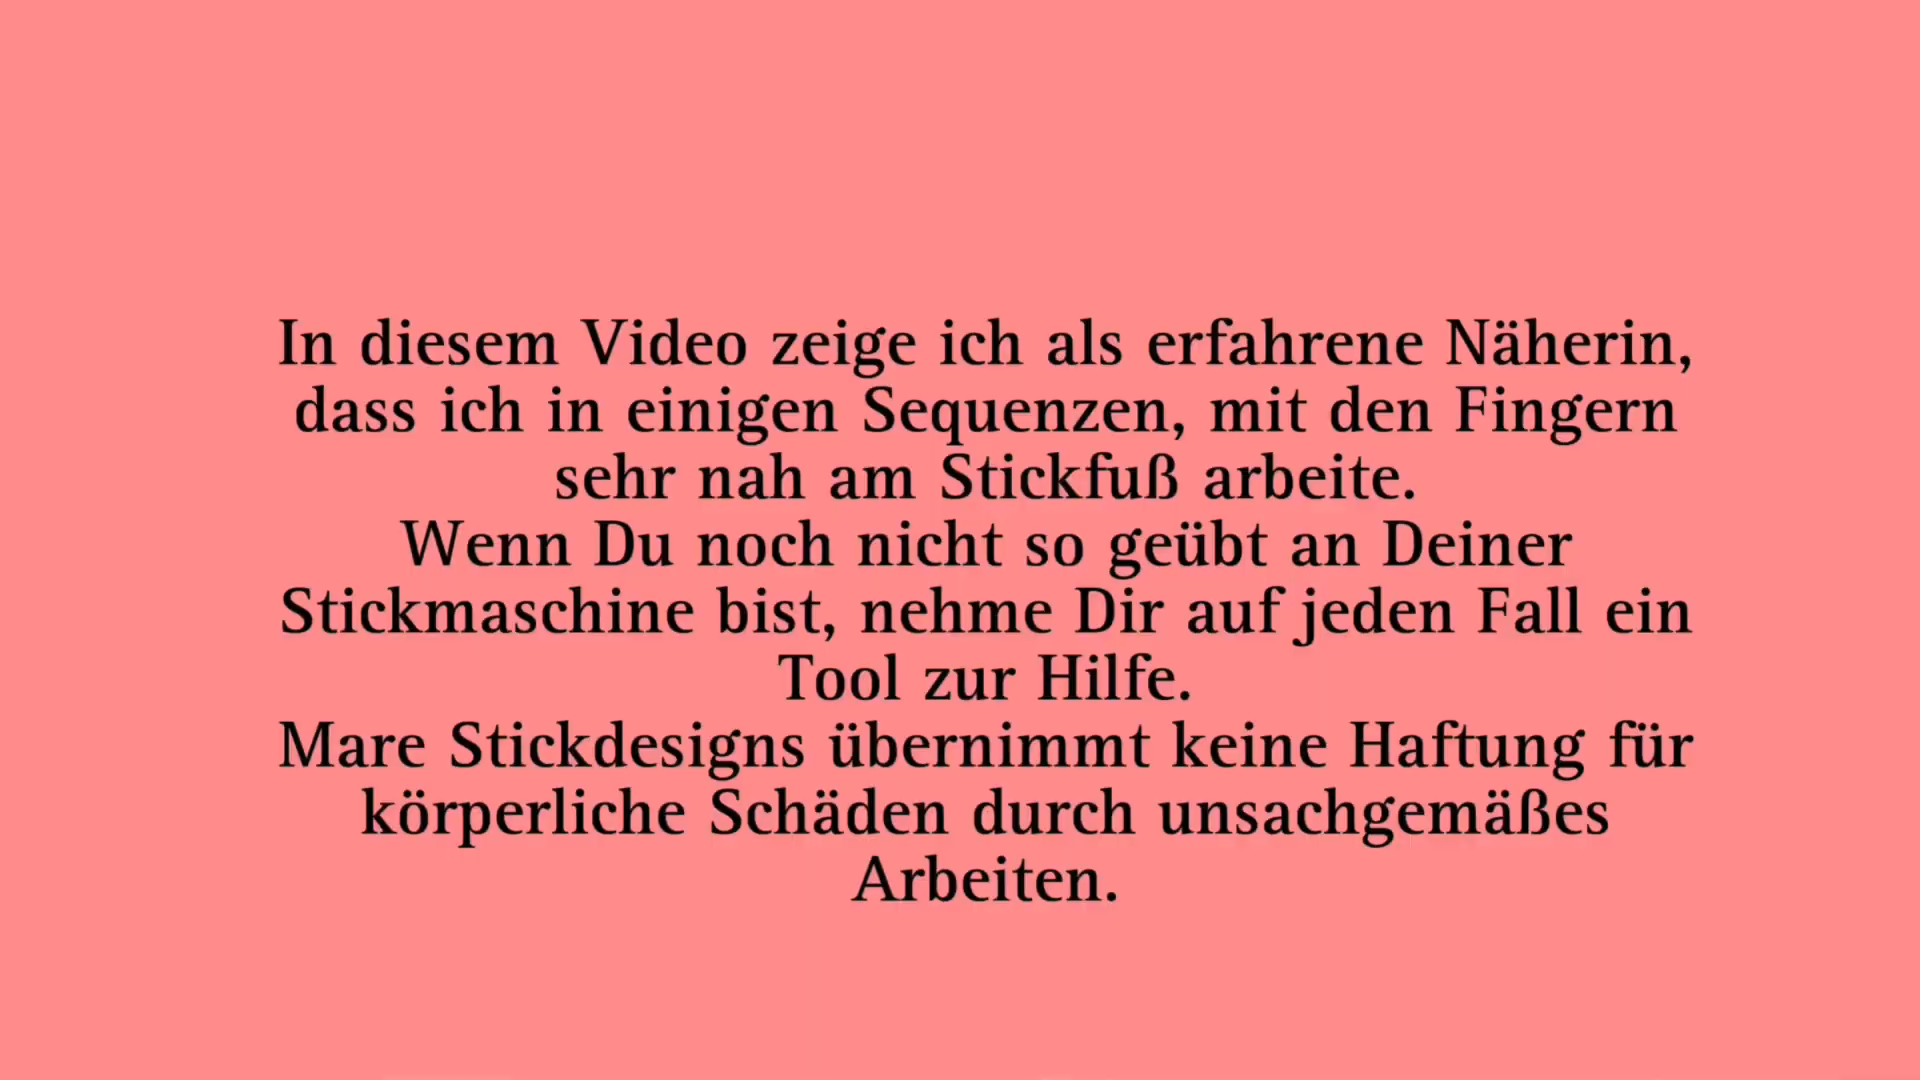 In diesem Video zeige ich als erfahrene Näherin,
dass ich in einigen Sequenzen, mit den Fingern
sehr nah am Stickfuß arbeite.
Wenn Du noch nicht so geübt an Deiner
Stickmaschine bist, nehme Dir auf jeden Fall ein
Tool zur Hilfe.
Mare Stickdesigns übernimmt keine Haftung für
körperliche Schäden durch unsachgemäßes
Arbeiten.